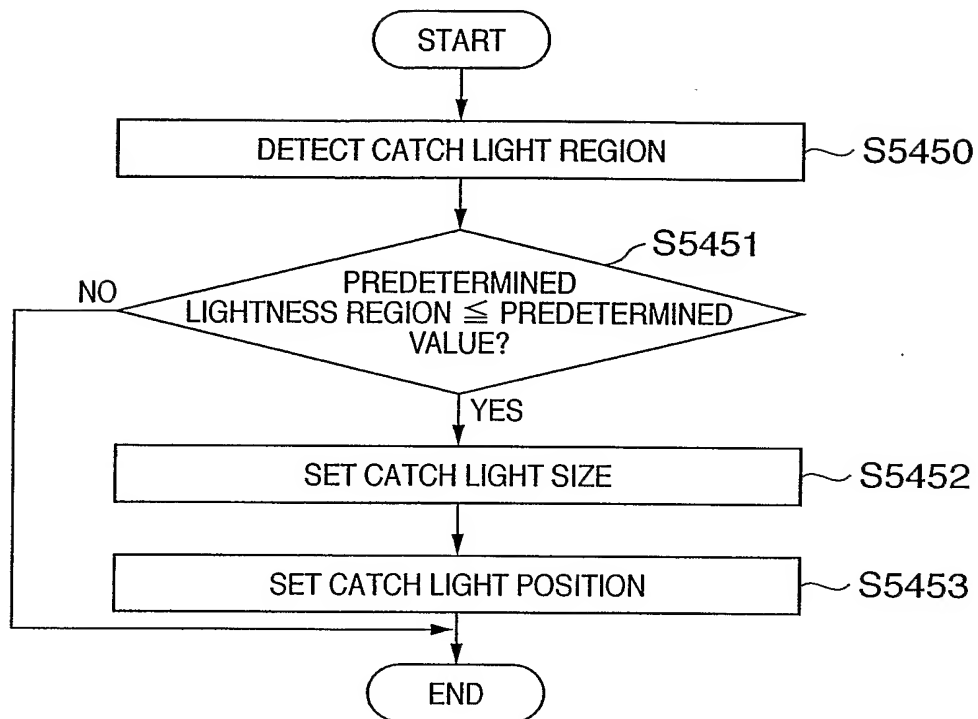 START
DETECT CATCH LIGHT REGION
S5450
S5451
NO
PREDETERMINED
LIGHTNESS REGION ≦ PREDETERMINED
VALUE?
YES
SET CATCH LIGHT SIZE
S5452
SET CATCH LIGHT POSITION
S5453
END